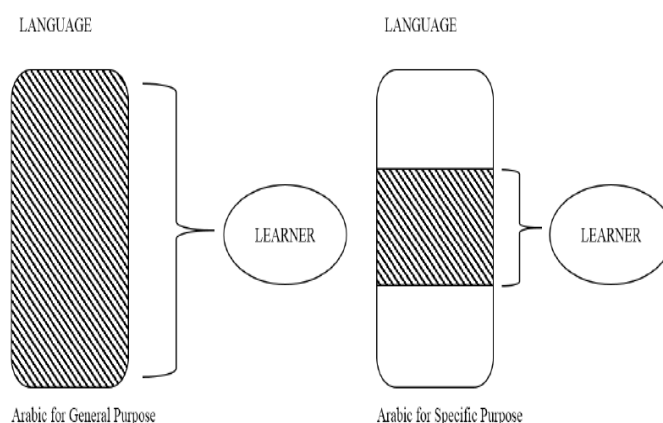 LANGUAGE
LEARNER
Arabic for General Purpose
LANGUAGE
LEARNER
Arabic for Specific Purpose